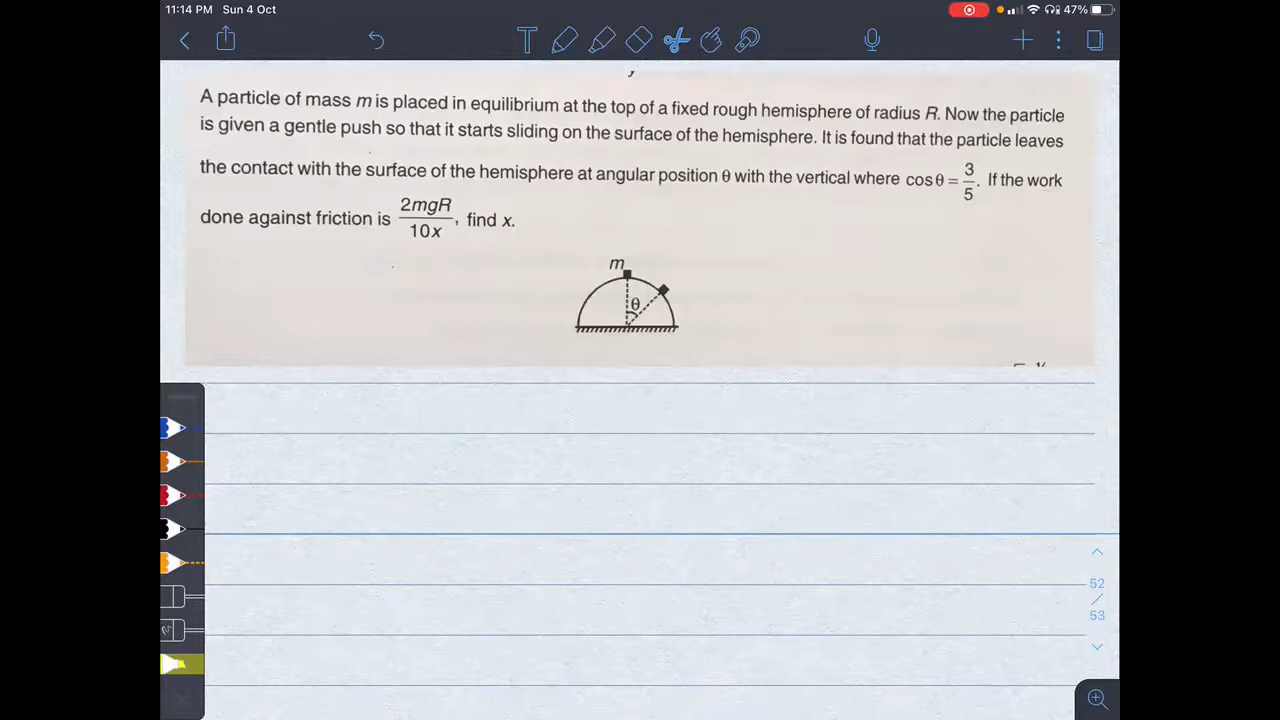 11:14 PM Sun 4 Oct
47%
A particle of mass m is placed in equilibrium at the top of a fixed rough hemisphere of radius R. Now the particle
is given a gentle push so that it starts sliding on the surface of the hemisphere. It is found that the particle leaves
the contact with the surface of the hemisphere at angular position θ with the vertical where cos θ = 3/5. If the work
done against friction is 2mgR/10x, find x.
m
θ
52
/
53